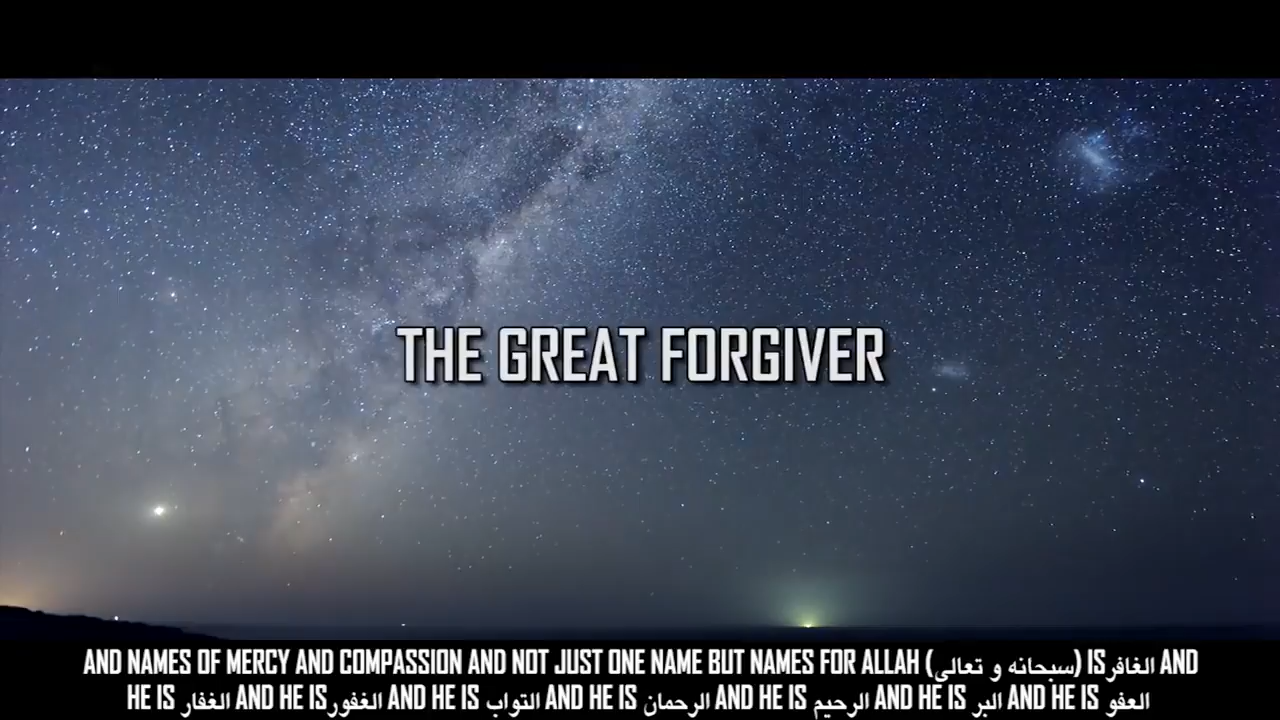 THE GREAT FORGIVER
AND NAMES OF MERCY AND COMPASSION AND NOT JUST ONE NAME BUT NAMES FOR ALLAH (سبحانه و تعالى) IS الغافر AND
HE IS الغفار AND HE IS الغفور AND HE IS التواب AND HE IS الرحمان AND HE IS الرحيم AND HE IS البر AND HE IS العفو